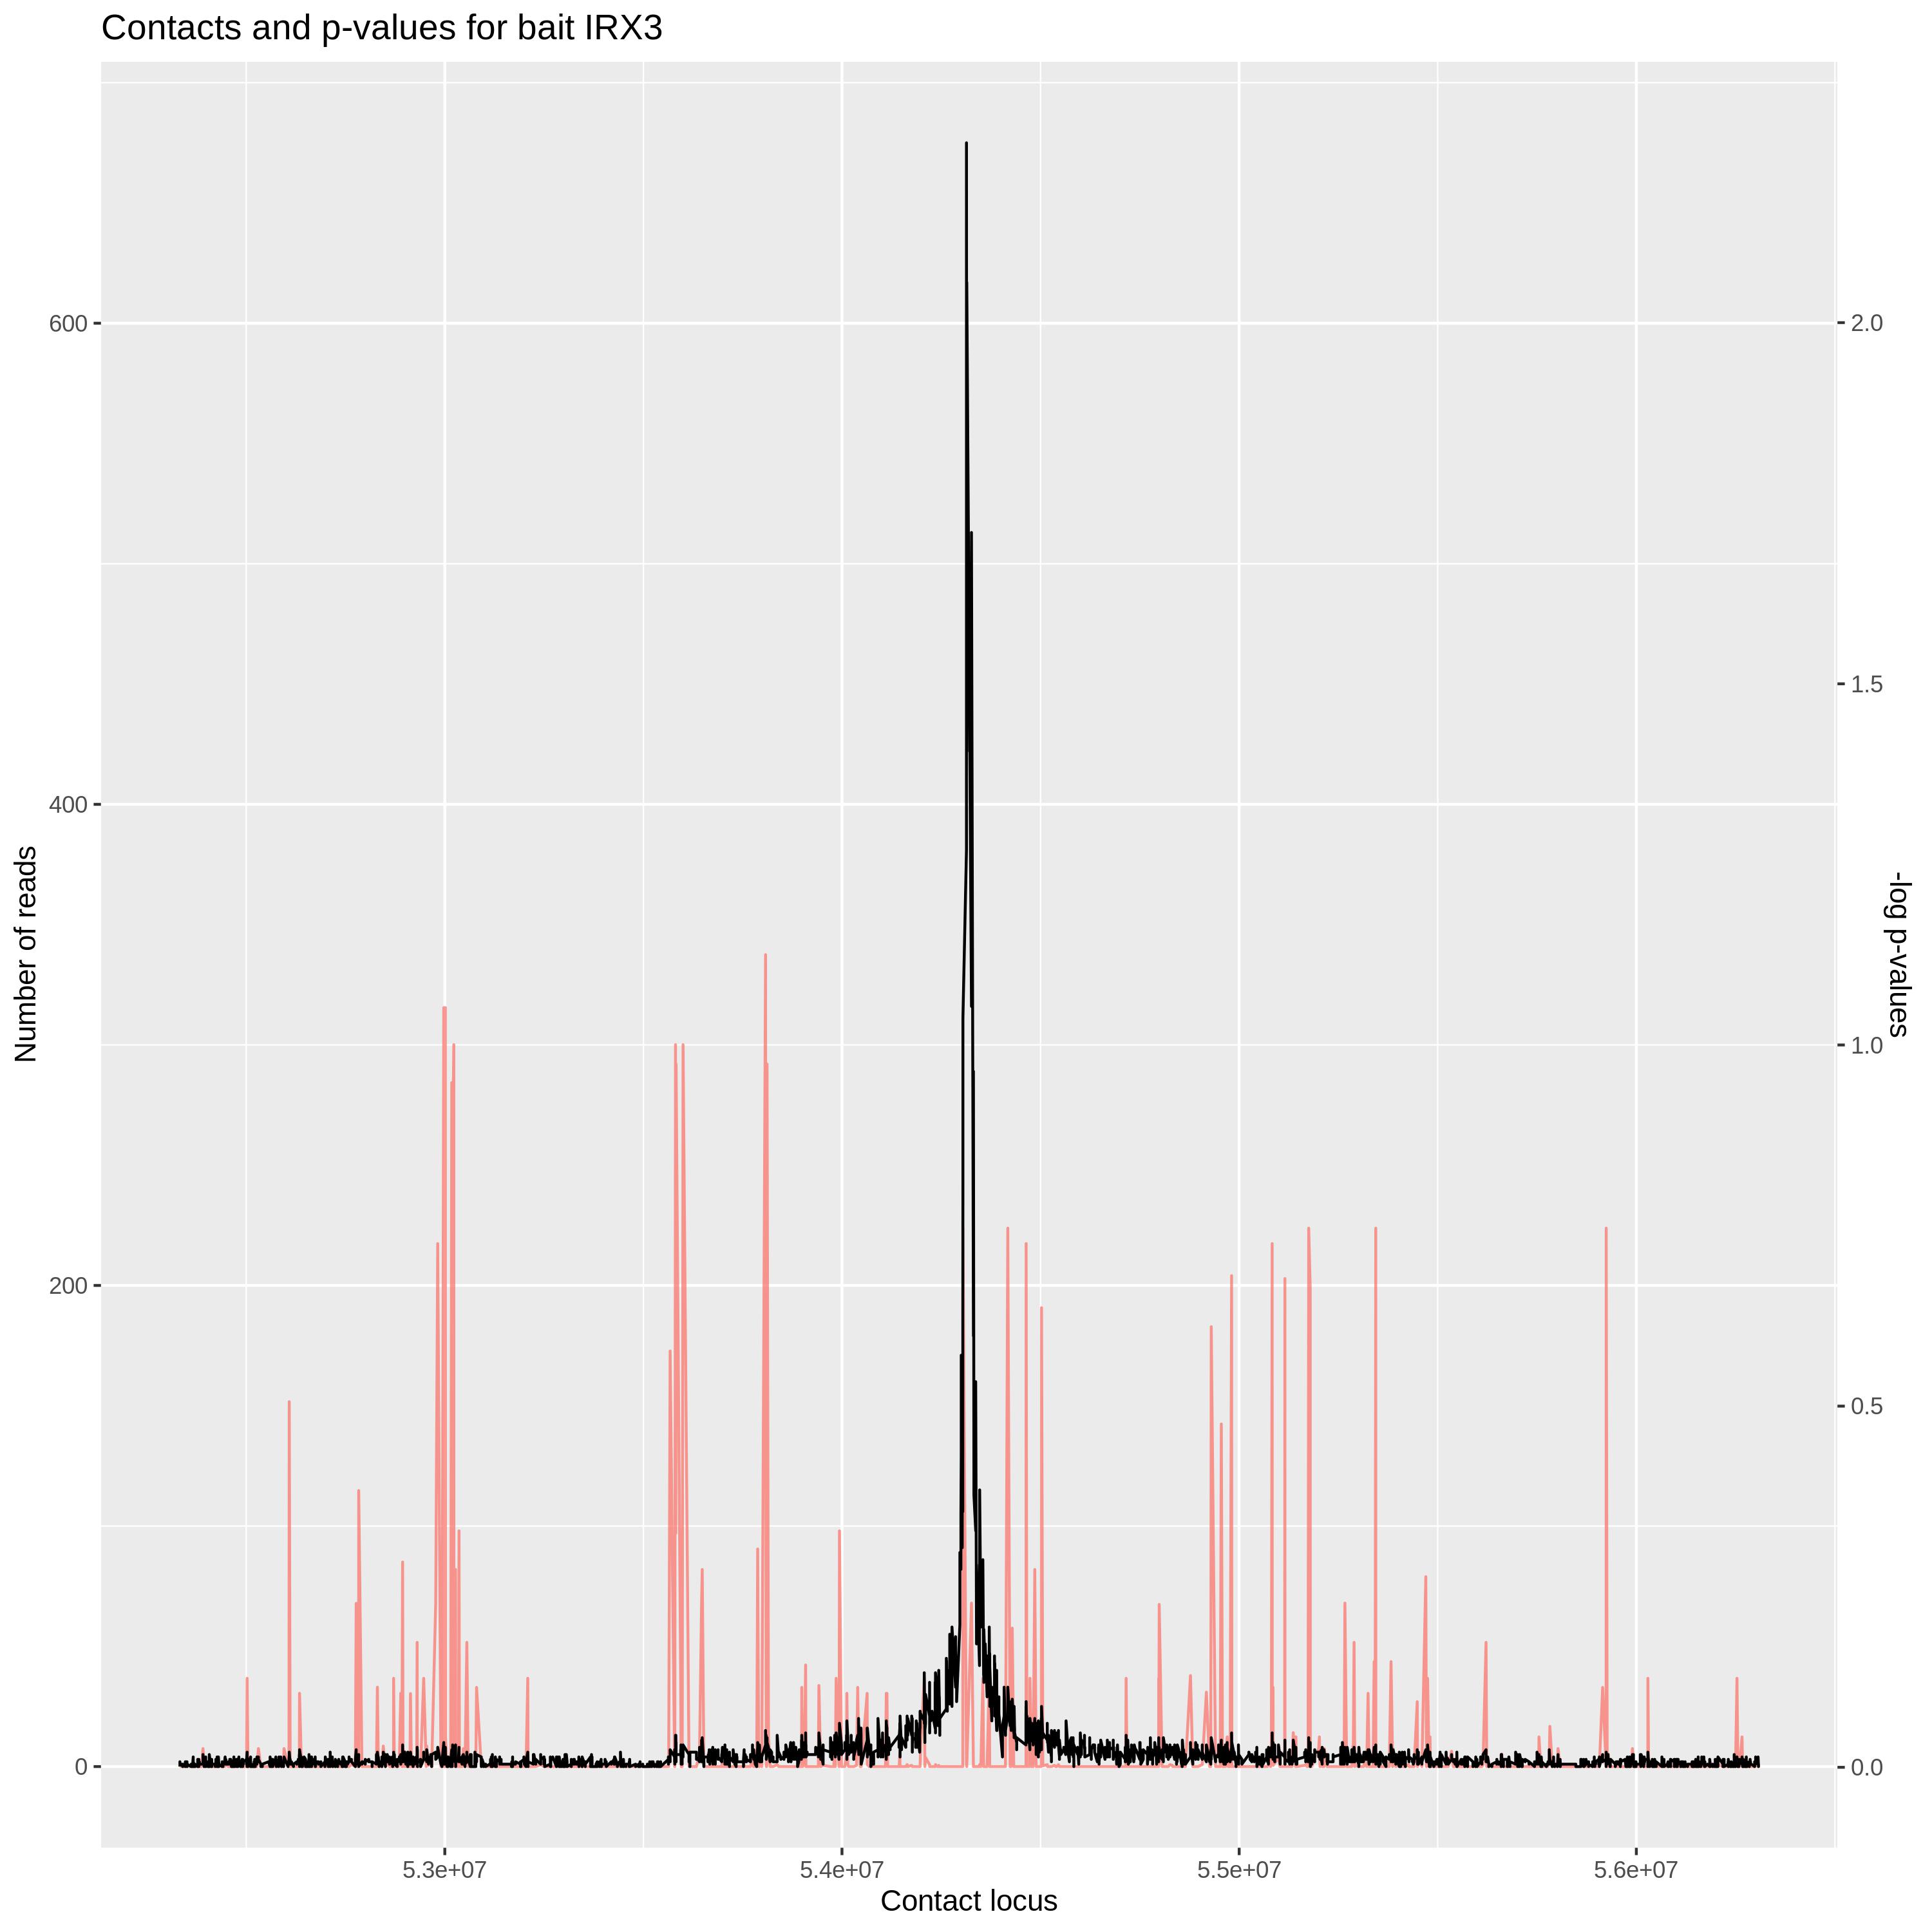 Contacts and p-values for bait IRX3
600
400
200
0
Number of reads
2.0
1.5
1.0
0.5
0.0
-log p-values
5.3e+07
5.4e+07
5.5e+07
5.6e+07
Contact locus